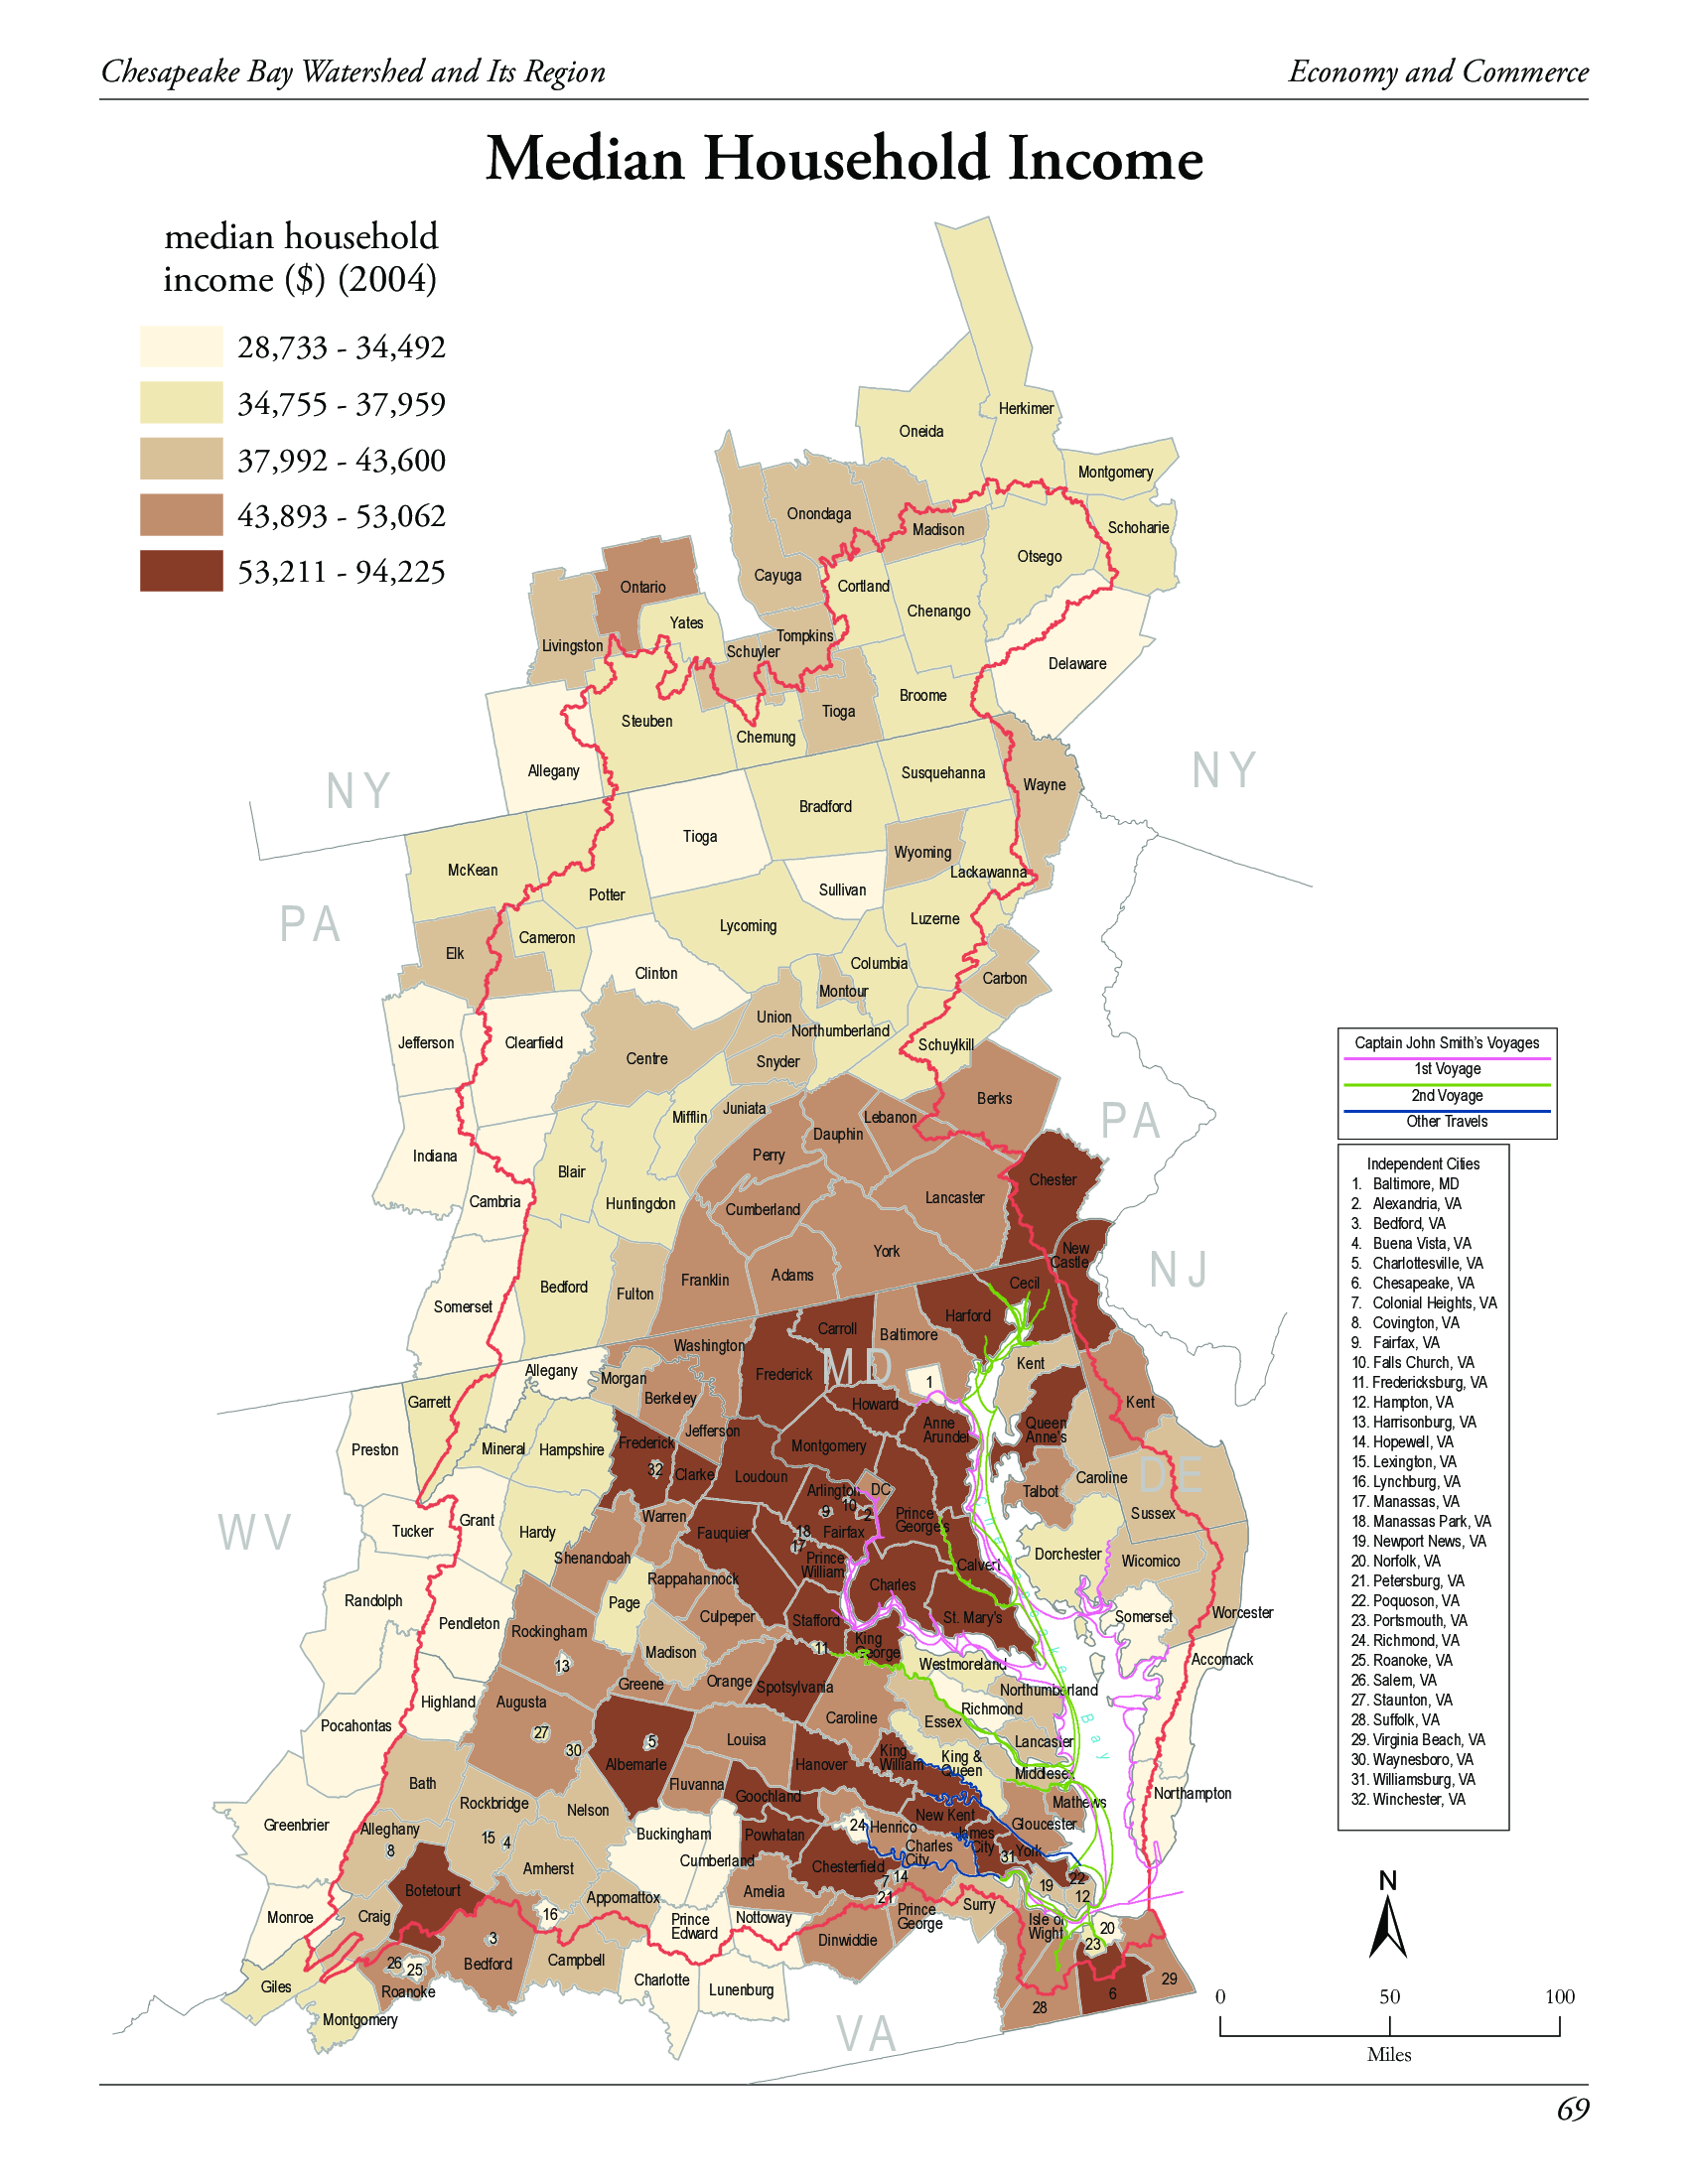 Chesapeake Bay Watershed and Its Region
Economy and Commerce
Median Household Income
median household
income ($) (2004)
28,733 - 34,492
34,755 - 37,959
37,992 - 43,600
43,893 - 53,062
53,211 - 94,225
Herkimer
Oneida
Montgomery
Onondaga
Madison
Schoharie
Otsego
Cayuga
Cortland
Ontario
Chenango
Yates
Tompkins
Livingston
Schuyler
Delaware
Broome
Tioga
Steuben
Chemung
Allegany
NY
NY
Susquehanna
Wayne
Bradford
Tioga
Wyoming
McKean
Lackawanna
Sullivan
Potter
PA
Luzerne
Lycoming
Cameron
Elk
Columbia
Clinton
Carbon
Montour
Union
Northumberland
Jefferson
Clearfield
Schuylkill
Centre
Snyder
Berks
Juniata
Mifflin
Lebanon
PA
Dauphin
Indiana
Perry
Blair
Chester
Cambria
Huntingdon
Lancaster
Cumberland
York
New
Castle
NJ
Adams
Franklin
Bedford
Fulton
Cecil
Somerset
Harford
Carroll
Baltimore
Washington
MD
Kent
Allegany
Frederick
Morgan
1
Berkeley
Garrett
Kent
Howard
Queen
Anne's
Anne
Arundel
Jefferson
Frederick
Montgomery
Preston
Mineral
Hampshire
32
Clarke
Loudoun
Caroline
DE
Talbot
Arlington
DC
10
9
2
Prince
George's
Sussex
Warren
WV
Tucker
Grant
Hardy
Fauquier
18
Fairfax
17
Shenandoah
Dorchester
Wicomico
Prince
William
Calvert
Rappahannock
Charles
Randolph
Page
Culpeper
Stafford
St. Mary's
Somerset
Worcester
Pendleton
Rockingham
Madison
11
King
George
Accomack
13
Westmoreland
Greene
Orange
Spotsylvania
Northumberland
Highland
Augusta
Richmond
Pocahontas
Caroline
Essex
27
5
Louisa
Lancaster
Chesapeake Bay
30
Albemarle
Hanover
King
William
King &
Queen
Middlesex
Bath
Fluvanna
Goochland
Northampton
Rockbridge
Nelson
Mathews
New Kent
Gloucester
Greenbrier
Alleghany
Buckingham
Powhatan
24
Henrico
James
City
15
4
8
Charles
City
31
York
Cumberland
Amherst
Chesterfield
14
22
Botetourt
Amelia
7
19
12
Appomattox
21
Monroe
Craig
16
Prince
Edward
Nottoway
Prince
George
Surry
Isle of
Wight
20
3
Dinwiddie
23
26
25
Bedford
Campbell
Giles
Roanoke
Charlotte
Lunenburg
6
29
28
Montgomery
VA
Captain John Smith's Voyages
1st Voyage
2nd Voyage
Other Travels
Independent Cities
1. Baltimore, MD
2. Alexandria, VA
3. Bedford, VA
4. Buena Vista, VA
5. Charlottesville, VA
6. Chesapeake, VA
7. Colonial Heights, VA
8. Covington, VA
9. Fairfax, VA
10. Falls Church, VA
11. Fredericksburg, VA
12. Hampton, VA
13. Harrisonburg, VA
14. Hopewell, VA
15. Lexington, VA
16. Lynchburg, VA
17. Manassas, VA
18. Manassas Park, VA
19. Newport News, VA
20. Norfolk, VA
21. Petersburg, VA
22. Poquoson, VA
23. Portsmouth, VA
24. Richmond, VA
25. Roanoke, VA
26. Salem, VA
27. Staunton, VA
28. Suffolk, VA
29. Virginia Beach, VA
30. Waynesboro, VA
31. Williamsburg, VA
32. Winchester, VA
N
0 50 100
Miles
69